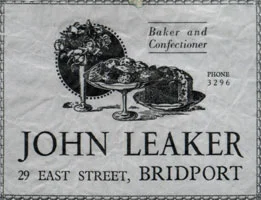 Baker and
Confectioner
PHONE
3296
JOHN LEAKER
29 EAST STREET, BRIDPORT